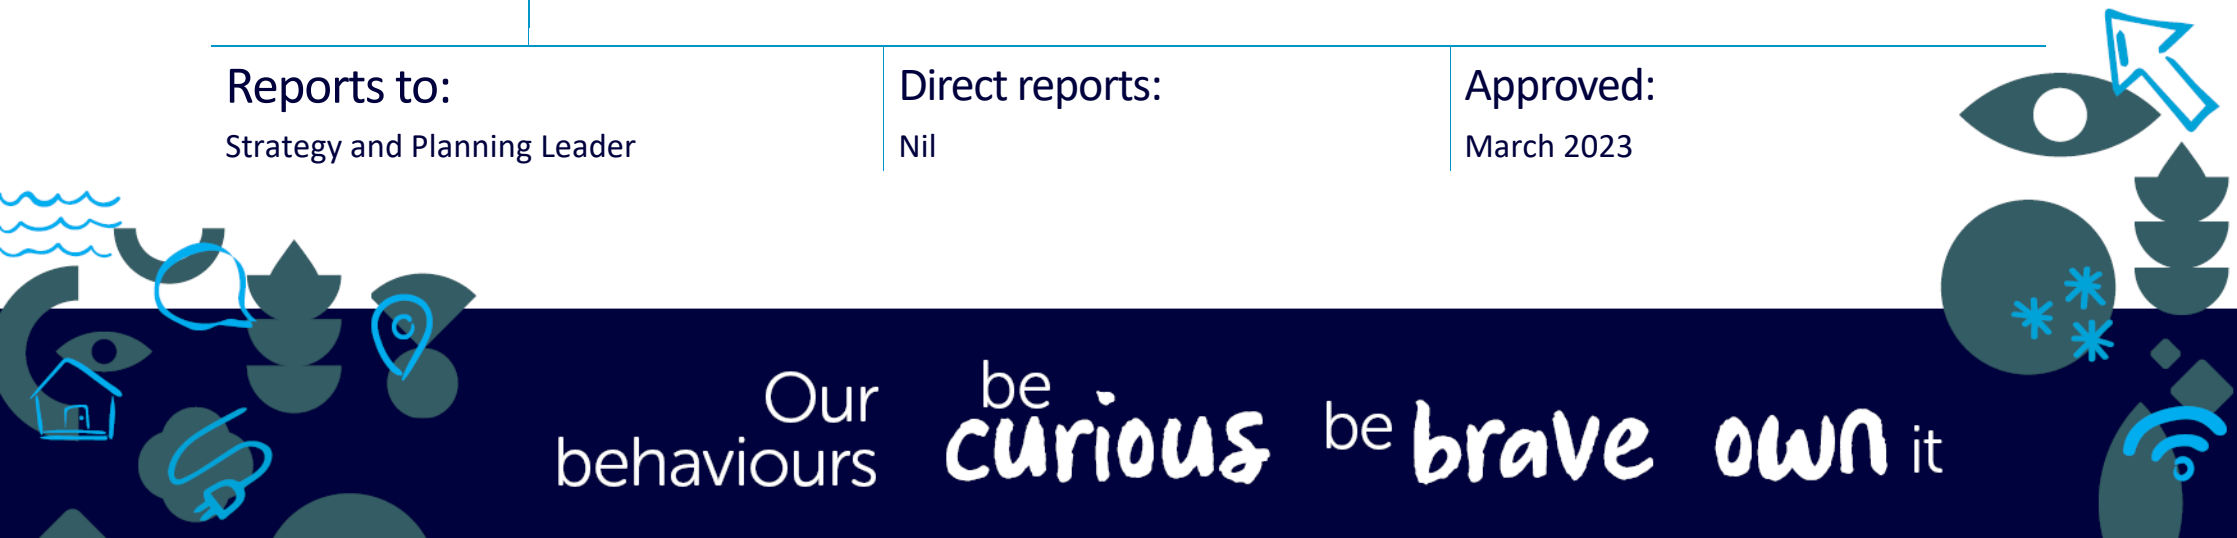 Reports to:
Strategy and Planning Leader
Direct reports:
Nil
Approved:
March 2023
Our
behaviours
be
curious
be brave
own it